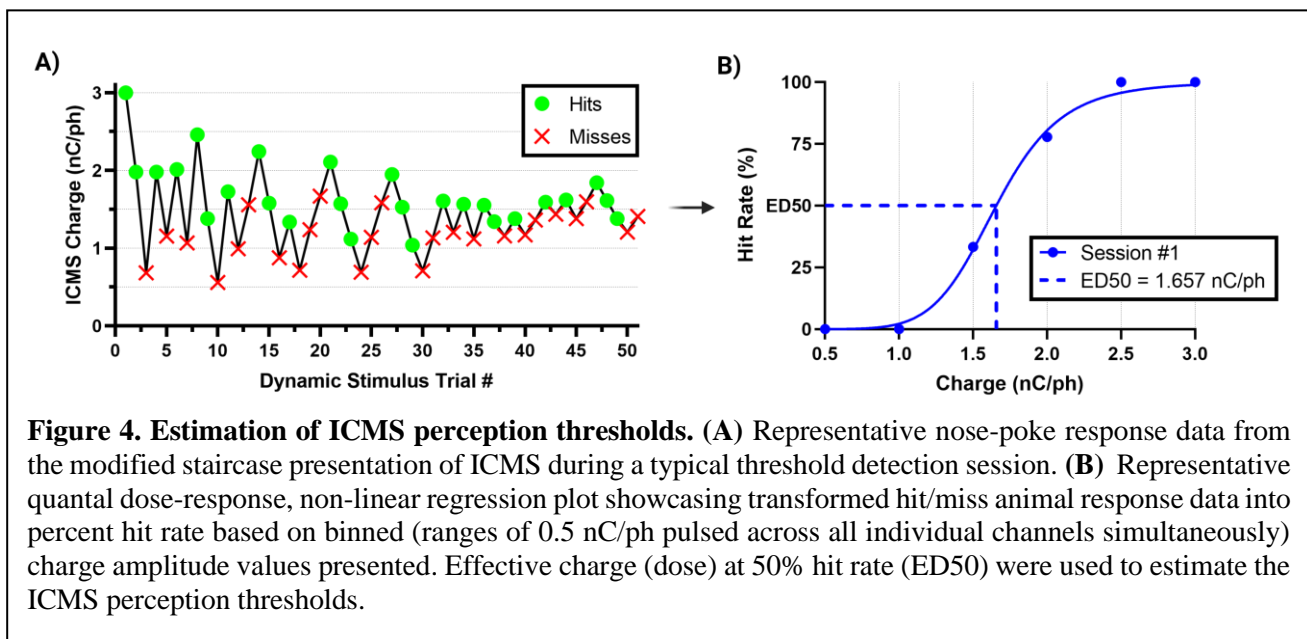 A)
ICMS Charge (nC/ph)
3
2
1
0
0 5 10 15 20 25 30 35 40 45 50
Dynamic Stimulus Trial #
Hits
Misses
B)
Hit Rate (%)
100
75
ED50
25
0
0.5 1.0 1.5 2.0 2.5 3.0
Charge (nC/ph)
Session #1
ED50 = 1.657 nC/ph
Figure 4. Estimation of ICMS perception thresholds. (A) Representative nose-poke response data from
the modified staircase presentation of ICMS during a typical threshold detection session. (B) Representative
quantal dose-response, non-linear regression plot showcasing transformed hit/miss animal response data into
percent hit rate based on binned (ranges of 0.5 nC/ph pulsed across all individual channels simultaneously)
charge amplitude values presented. Effective charge (dose) at 50% hit rate (ED50) were used to estimate the
ICMS perception thresholds.